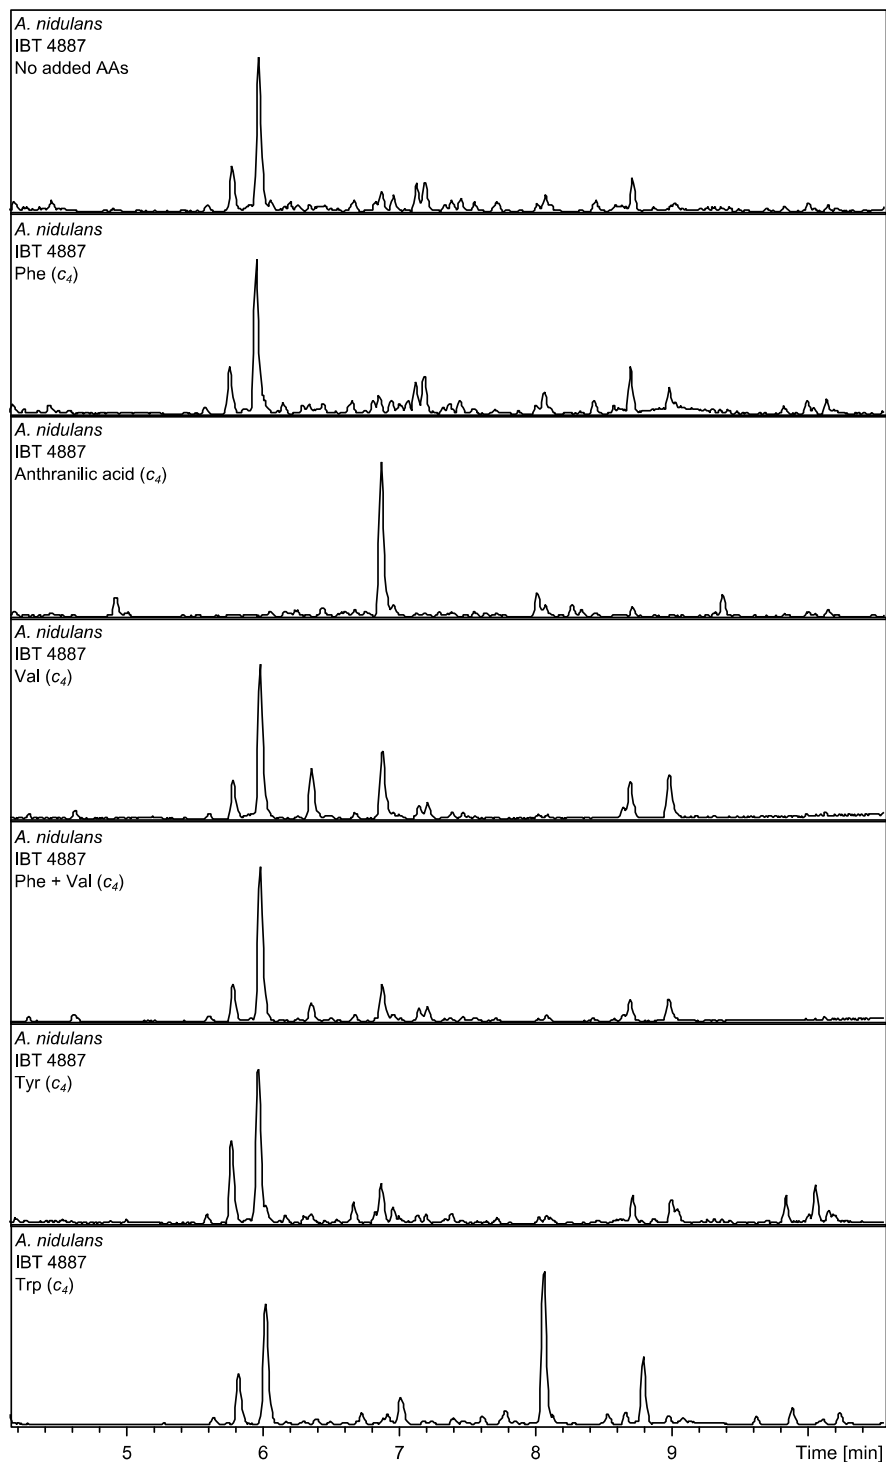 A. nidulans
IBT 4887
No added AAs
A. nidulans
IBT 4887
Phe (c4)
A. nidulans
IBT 4887
Anthranilic acid (c4)
A. nidulans
IBT 4887
Val (c4)
A. nidulans
IBT 4887
Phe + Val (c4)
A. nidulans
IBT 4887
Tyr (c4)
A. nidulans
IBT 4887
Trp (c4)
5 6 7 8 9 Time [min]